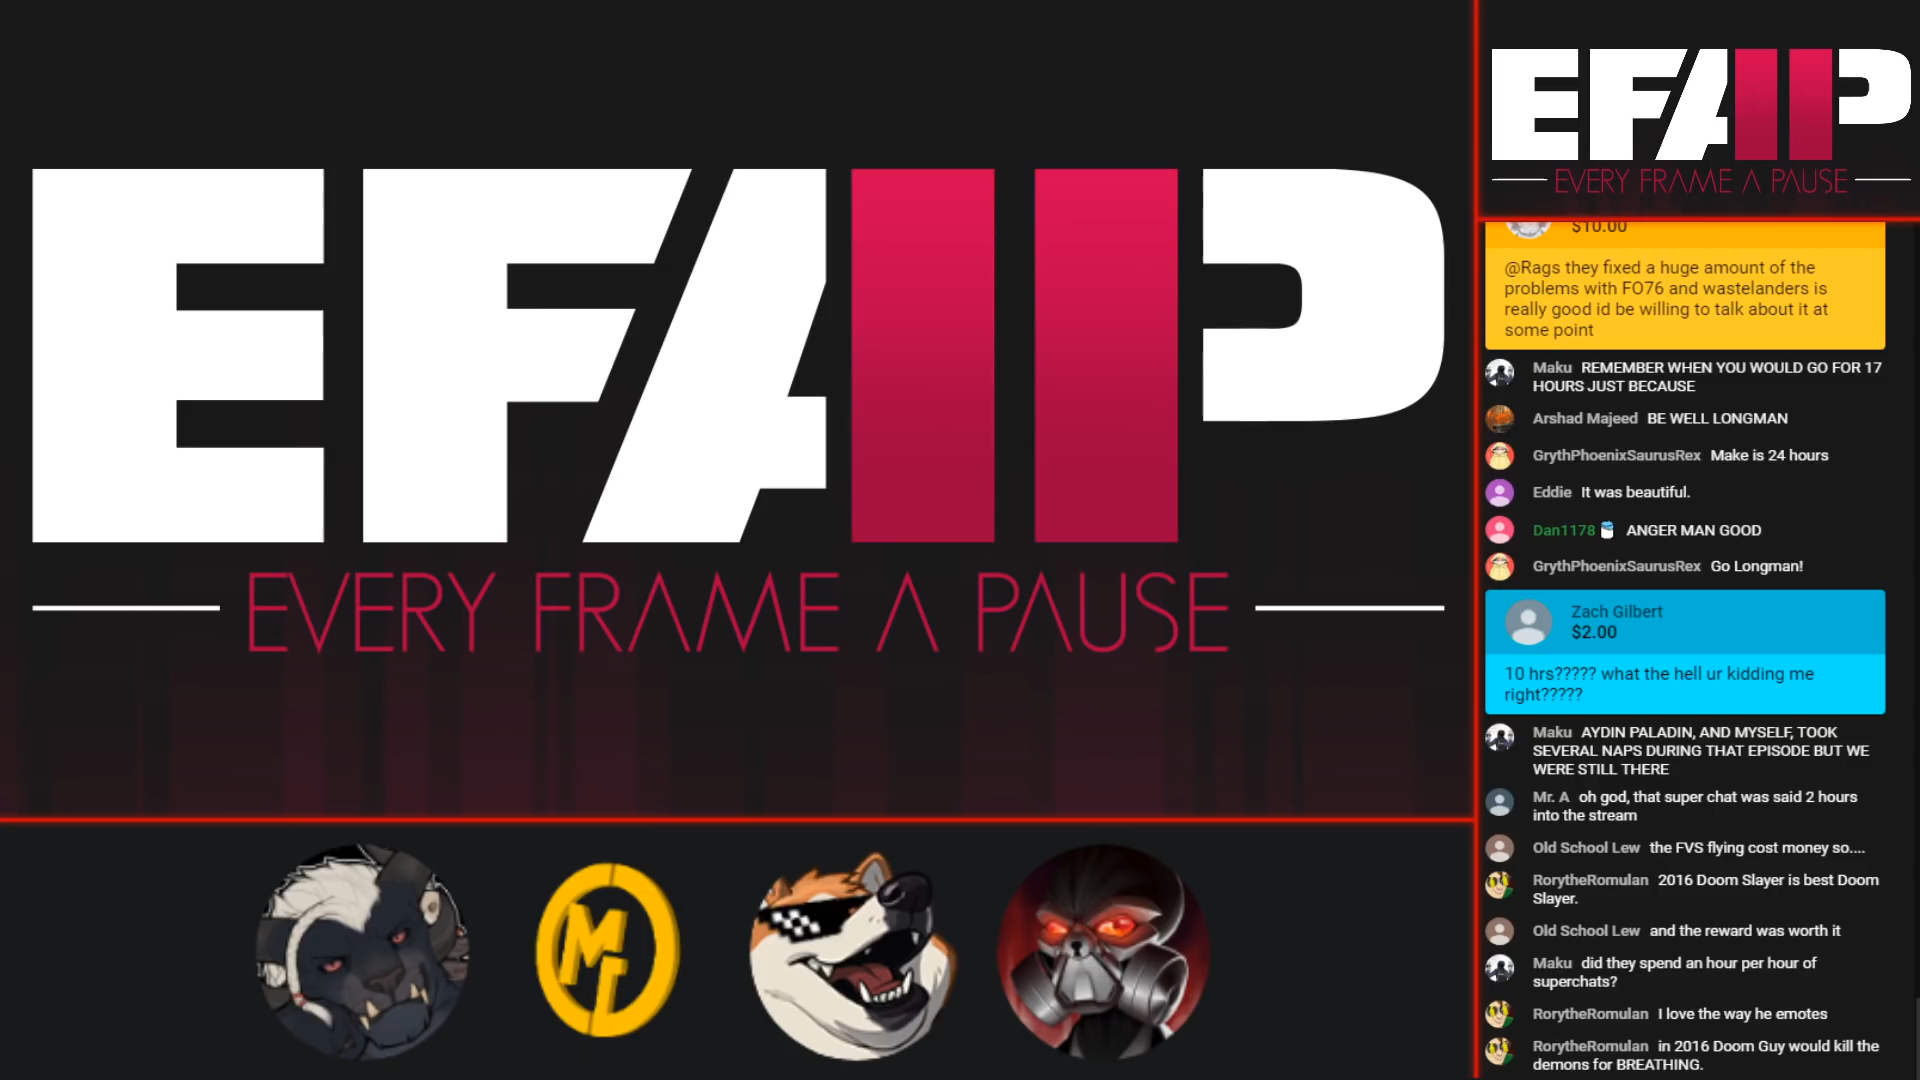 EFAP
EVERY FRAME A PAUSE
EFAP
EVERY FRAME A PAUSE
$10.00
@Rags they fixed a huge amount of the
problems with FO76 and wastelanders is
really good id be willing to talk about it at
some point
Maku REMEMBER WHEN YOU WOULD GO FOR 17
HOURS JUST BECAUSE
Arshad Majeed BE WELL LONGMAN
GrythPhoenixSaurusRex Make is 24 hours
Eddie It was beautiful.
Dan1178 ANGER MAN GOOD
GrythPhoenixSaurusRex Go Longman!
Zach Gilbert
$2.00
10 hrs????? what the hell ur kidding me
right?????
Maku AYDIN PALADIN, AND MYSELF, TOOK
SEVERAL NAPS DURING THAT EPISODE BUT WE
WERE STILL THERE
Mr. A oh god, that super chat was said 2 hours
into the stream
Old School Lew the FVS flying cost money so....
RorytheRomulan 2016 Doom Slayer is best Doom
Slayer.
Old School Lew and the reward was worth it
Maku did they spend an hour per hour of
superchats?
RorytheRomulan I love the way he emotes
RorytheRomulan in 2016 Doom Guy would kill the
demons for BREATHING.